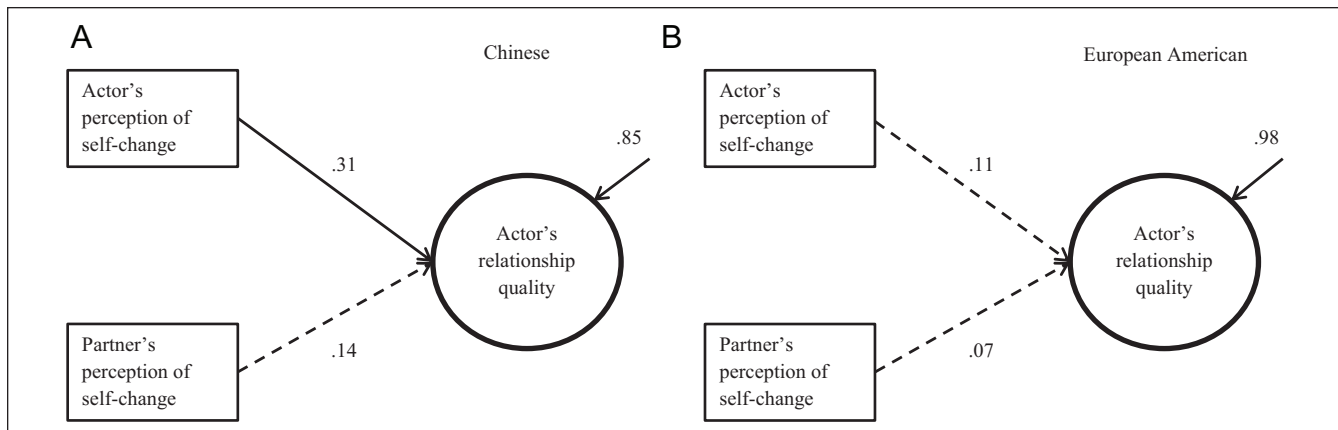 A
Chinese
Actor's
perception of
self-change
.31
.85
Actor's
relationship
quality
Partner's
perception of
self-change
.14
B
European American
Actor's
perception of
self-change
.11
.98
Actor's
relationship
quality
Partner's
perception of
self-change
.07